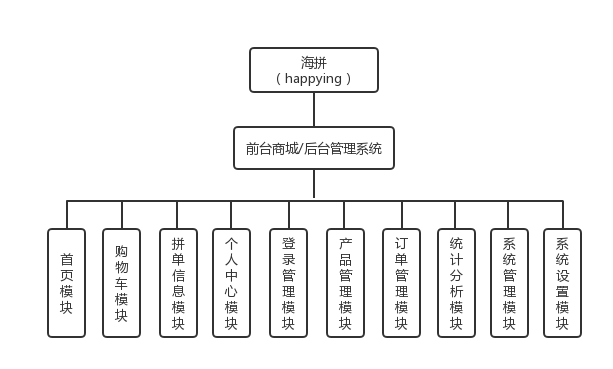 海拼
（happying）
前台商城/后台管理系统
首页模块
购物车模块
拼单信息模块
个人中心模块
登录管理模块
产品管理模块
订单管理模块
统计分析模块
系统管理模块
系统设置模块